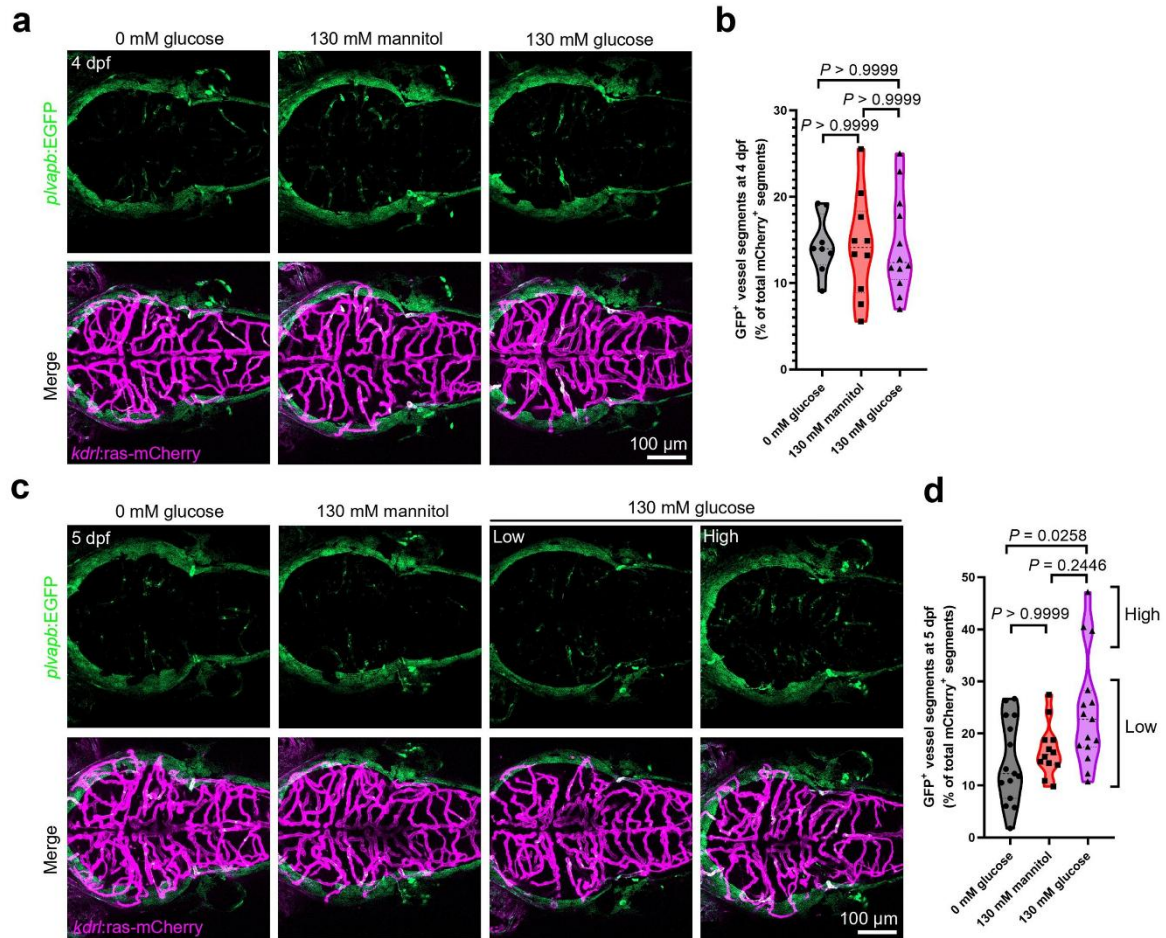 a
0 mM glucose
130 mM mannitol
130 mM glucose
4 dpf
plvapb:EGFP
Merge
kdrl:ras-mCherry
100 µm
b
P > 0.9999
P > 0.9999
P > 0.9999
GFP⁺ vessel segments at 4 dpf
(% of total mCherry⁺ segments)
30
20
10
0
0 mM glucose
130 mM mannitol
130 mM glucose
c
0 mM glucose
130 mM mannitol
130 mM glucose
5 dpf
Low
High
plvapb:EGFP
Merge
kdrl:ras-mCherry
100 µm
d
P = 0.0258
P = 0.2446
P > 0.9999
GFP⁺ vessel segments at 5 dpf
(% of total mCherry⁺ segments)
50
40
30
20
10
0
High
Low
0 mM glucose
130 mM mannitol
130 mM glucose